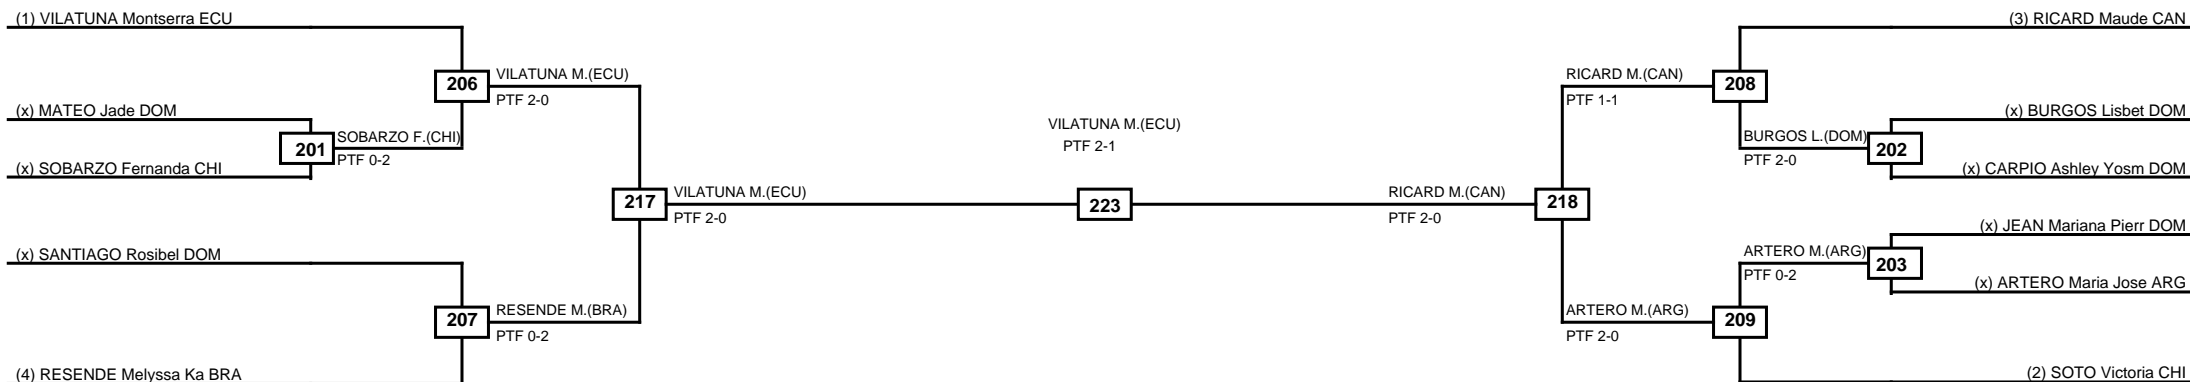 (1) VILATUNA Montserra ECU
(3) RICARD Maude CAN
206
VILATUNA M.(ECU)
PTF 2-0
RICARD M.(CAN)
PTF 1-1
208
(x) MATEO Jade DOM
201
SOBARZO F.(CHI)
PTF 0-2
(x) SOBARZO Fernanda CHI
VILATUNA M.(ECU)
PTF 2-1
BURGOS L.(DOM)
PTF 2-0
202
(x) BURGOS Lisbet DOM
(x) CARPIO Ashley Yosm DOM
217
VILATUNA M.(ECU)
PTF 2-0
223
RICARD M.(CAN)
PTF 2-0
218
(x) SANTIAGO Rosibel DOM
207
RESENDE M.(BRA)
PTF 0-2
(4) RESENDE Melyssa Ka BRA
(x) JEAN Mariana Pierr DOM
ARTERO M.(ARG)
PTF 0-2
203
(x) ARTERO Maria Jose ARG
ARTERO M.(ARG)
PTF 2-0
209
(2) SOTO Victoria CHI